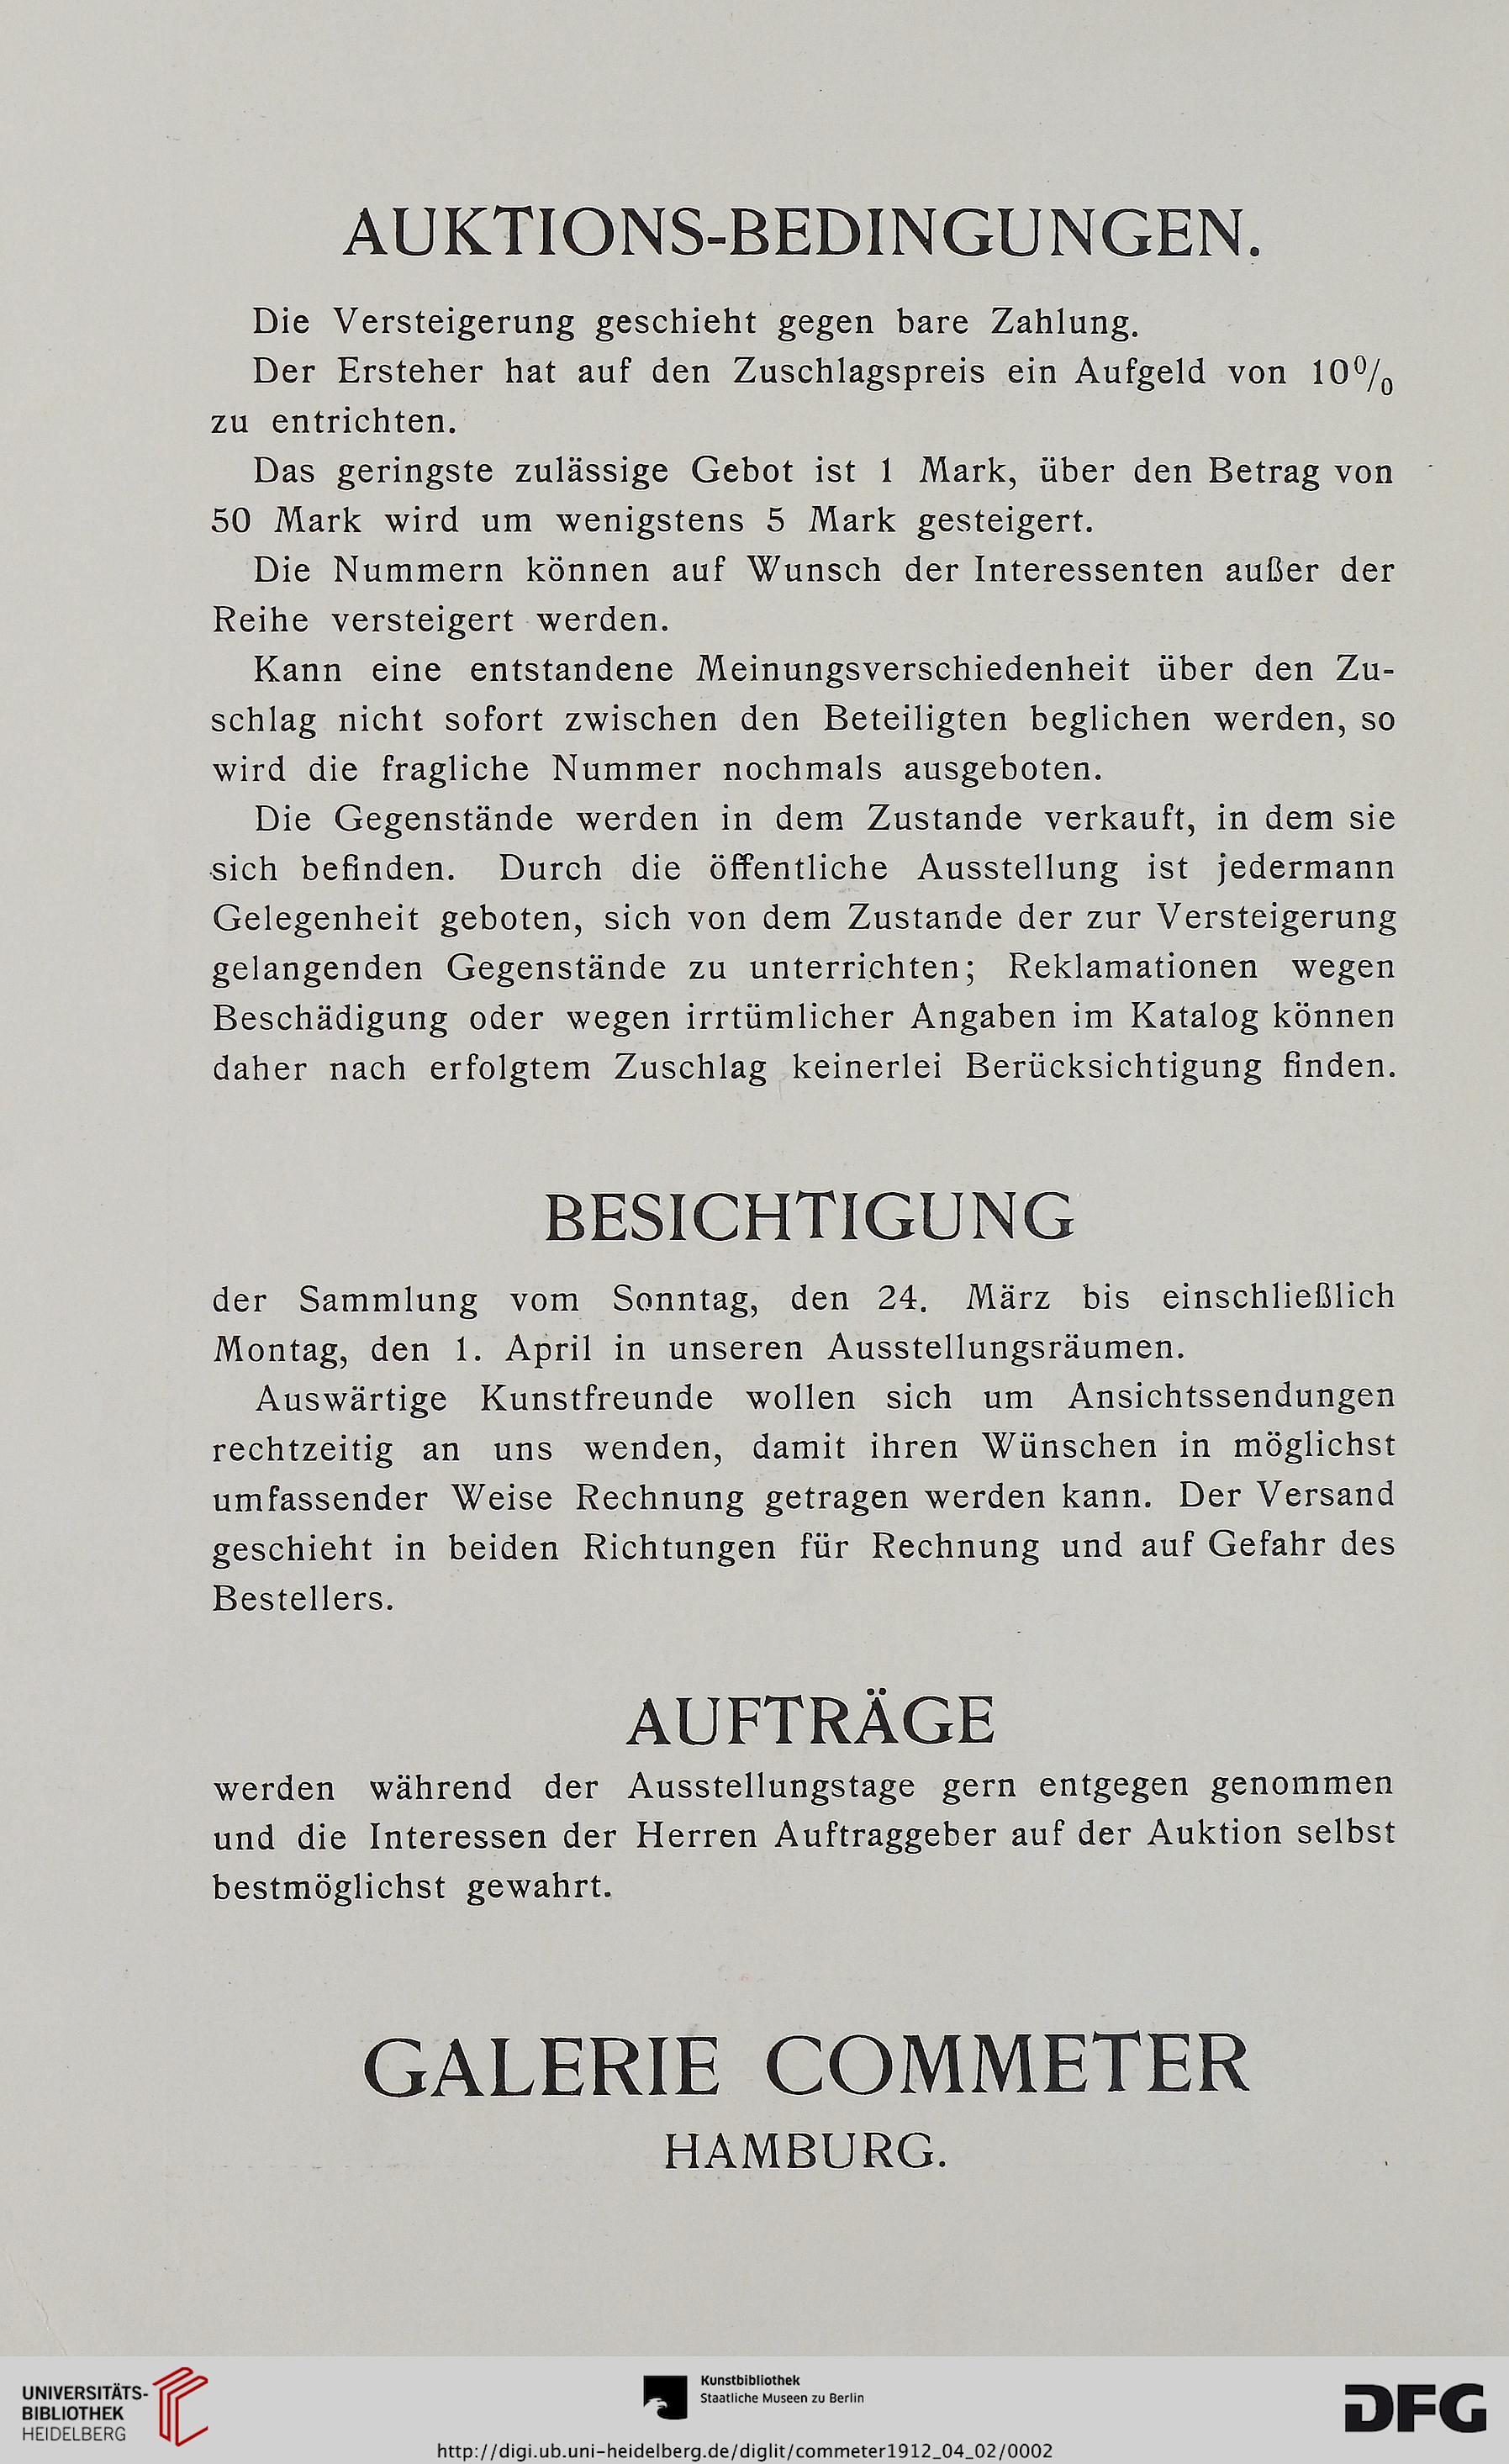 AUKTIONS-BEDINGUNGEN.
Die Versteigerung geschieht gegen bare Zahlung.
Der Ersteher hat auf den Zuschlagspreis ein Aufgeld von 10%
zu entrichten.
Das geringste zulässige Gebot ist 1 Mark, über den Betrag von
50 Mark wird um wenigstens 5 Mark gesteigert.
Die Nummern können auf Wunsch der Interessenten außer der
Reihe versteigert werden.
Kann eine entstandene Meinungsverschiedenheit über den Zu-
schlag nicht sofort zwischen den Beteiligten beglichen werden, so
wird die fragliche Nummer nochmals ausgeboten.
Die Gegenstände werden in dem Zustande verkauft, in dem sie
sich befinden. Durch die öffentliche Ausstellung ist jedermann
Gelegenheit geboten, sich von dem Zustande der zur Versteigerung
gelangenden Gegenstände zu unterrichten; Reklamationen wegen
Beschädigung oder wegen irrtümlicher Angaben im Katalog können
daher nach erfolgtem Zuschlag keinerlei Berücksichtigung finden.
BESICHTIGUNG
der Sammlung vom Sonntag, den 24. März bis einschließlich
Montag, den 1. April in unseren Ausstellungsräumen.
Auswärtige Kunstfreunde wollen sich um Ansichtssendungen
rechtzeitig an uns wenden, damit ihren Wünschen in möglichst
umfassender Weise Rechnung getragen werden kann. Der Versand
geschieht in beiden Richtungen für Rechnung und auf Gefahr des
Bestellers.
AUFTRÄGE
werden während der Ausstellungstage gern entgegen genommen
und die Interessen der Herren Auftraggeber auf der Auktion selbst
bestmöglichst gewahrt.
GALERIE COMMETER
HAMBURG.
UNIVERSITÄTS-
BIBLIOTHEK
HEIDELBERG
Kunstbibliothek
Staatliche Museen zu Berlin
DFG
http://digi.ub.uni-heidelberg.de/diglit/commeter1912_04_02/0002